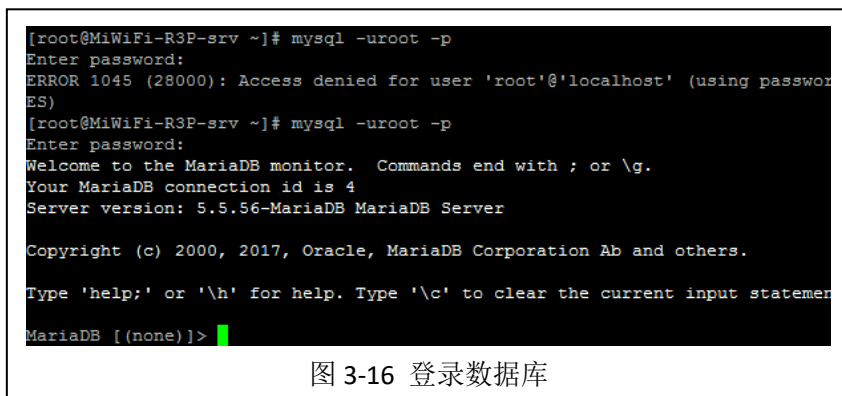 [root@MiWiFi-R3P-srv ~]# mysql -uroot -p
Enter password:
ERROR 1045 (28000): Access denied for user 'root'@'localhost' (using passwor
ES)
[root@MiWiFi-R3P-srv ~]# mysql -uroot -p
Enter password:
Welcome to the MariaDB monitor.  Commands end with ; or \g.
Your MariaDB connection id is 4
Server version: 5.5.56-MariaDB MariaDB Server
Copyright (c) 2000, 2017, Oracle, MariaDB Corporation Ab and others.
Type 'help;' or '\h' for help. Type '\c' to clear the current input statemen
MariaDB [(none)]>
图 3-16 登录数据库